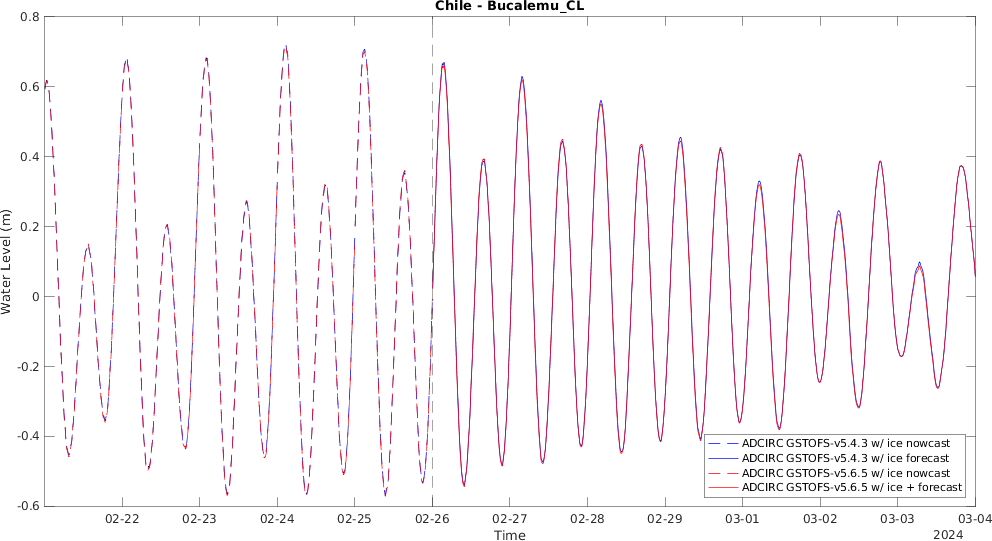 Chile - Bucalemu_CL
0.8
0.6
0.4
0.2
0
-0.2
-0.4
-0.6
Water Level (m)
ADCIRC GSTOFS-v5.4.3 w/ ice nowcast
ADCIRC GSTOFS-v5.4.3 w/ ice forecast
ADCIRC GSTOFS-v5.6.5 w/ ice nowcast
ADCIRC GSTOFS-v5.6.5 w/ ice + forecast
02-22 02-23 02-24 02-25 02-26 02-27 02-28 02-29 03-01 03-02 03-03 03-04
Time
2024